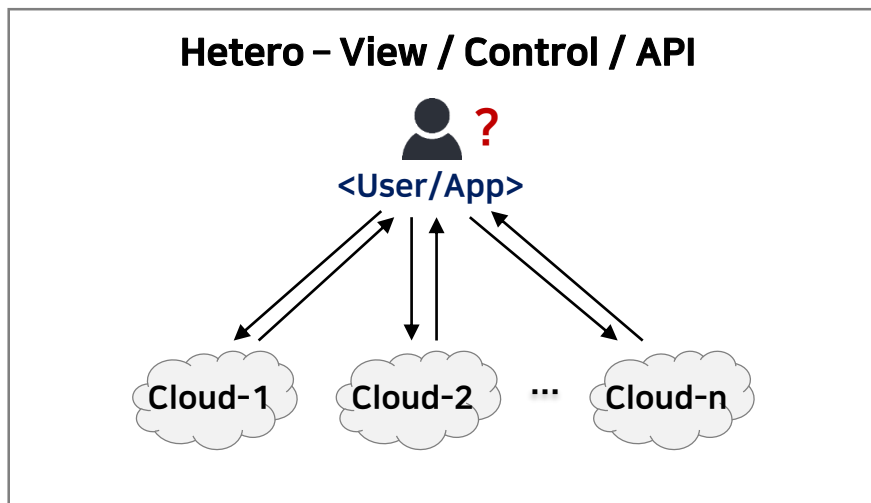 Hetero – View / Control / API
?
<User/App>
Cloud-1 Cloud-2 ... Cloud-n